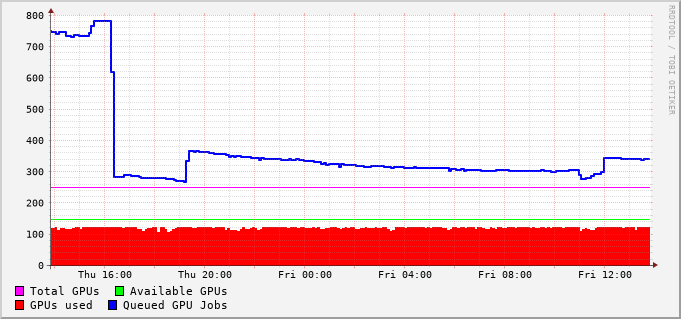 800
700
600
500
400
300
200
100
0
Thu 16:00 Thu 20:00 Fri 00:00 Fri 04:00 Fri 08:00 Fri 12:00
Total GPUs Available GPUs
GPUs used Queued GPU Jobs
RRDTOOL / TOBI OETIKER